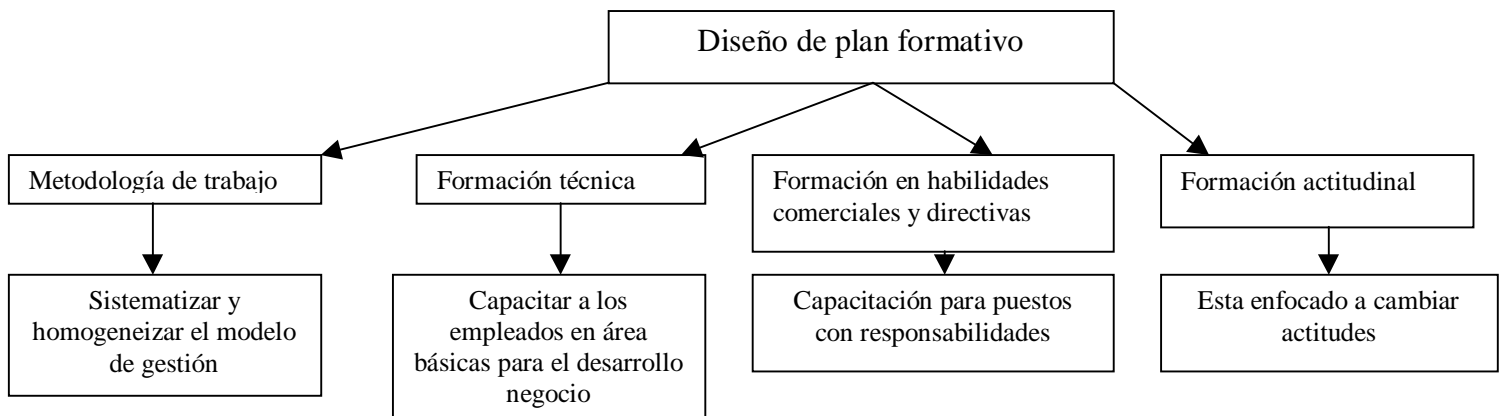 Diseño de plan formativo
Metodología de trabajo
Formación técnica
Formación en habilidades
comerciales y directivas
Formación actitudinal
Sistematizar y
homogeneizar el modelo
de gestión
Capacitar a los
empleados en área
básicas para el desarrollo
negocio
Capacitación para puestos
con responsabilidades
Esta enfocado a cambiar
actitudes